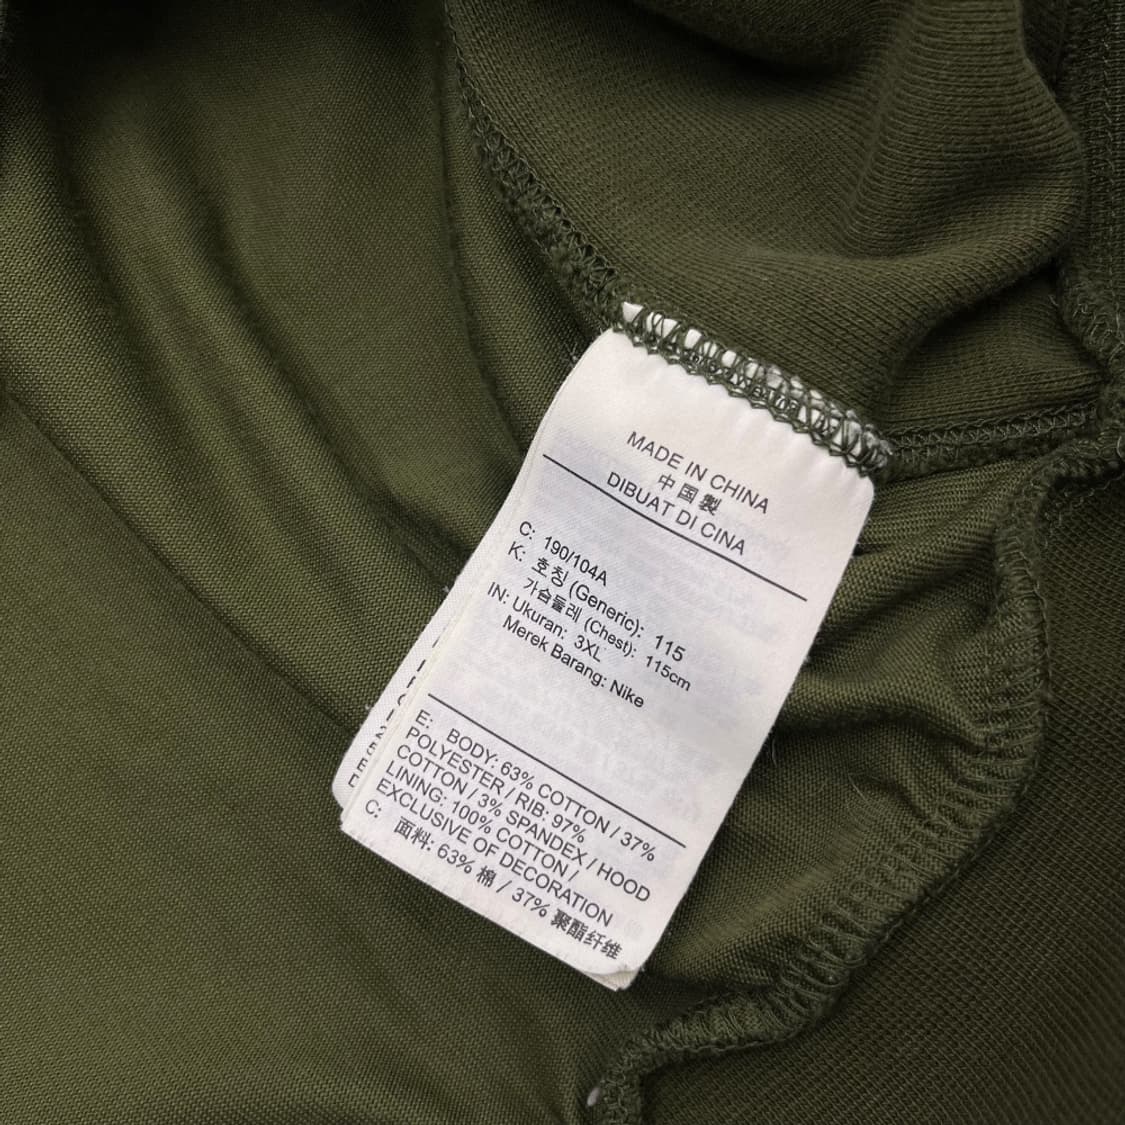 MADE IN CHINA
中国製
DIBUAT DI CINA
C: 190/104A
K: 호칭 (Generic): 115
가슴둘레 (Chest): 115cm
IN: Ukuran: 3XL
Merek Barang: Nike
E: BODY: 63% COTTON / 37%
POLYESTER / RIB: 97%
COTTON / 3% SPANDEX / HOOD
LINING: 100% COTTON /
EXCLUSIVE OF DECORATION
C: 面料: 63% 棉 / 37% 聚酯纤维